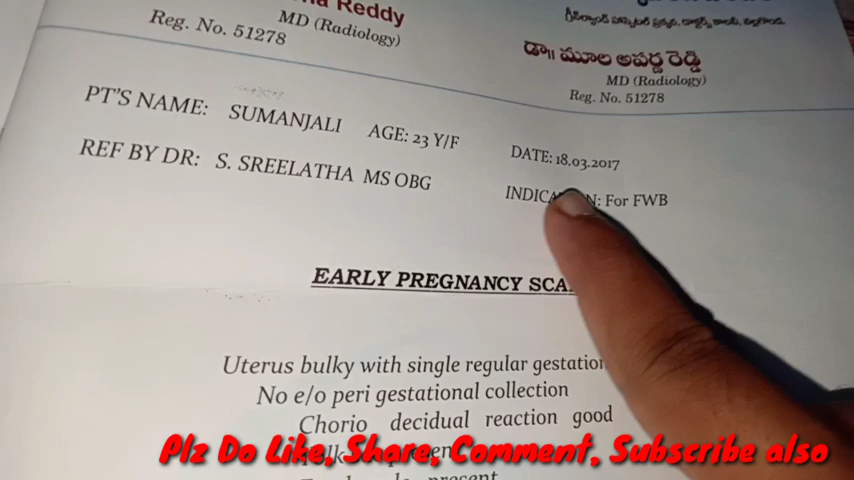 Reddy
MD (Radiology)
Reg. No. 51278
డా॥ మూల అపర్ణ రెడ్డి
MD (Radiology)
Reg. No. 51278
PT'S NAME: SUMANJALI AGE: 23 Y/F DATE: 18.03.2017
REF BY DR: S. SREELATHA MS OBG For FWB
EARLY PREGNANCY
Uterus bulky with single regular
No e/o peri gestational collection
Chorio decidual reaction good
present
Plz Do Like, Share, Comment, Subscribe also